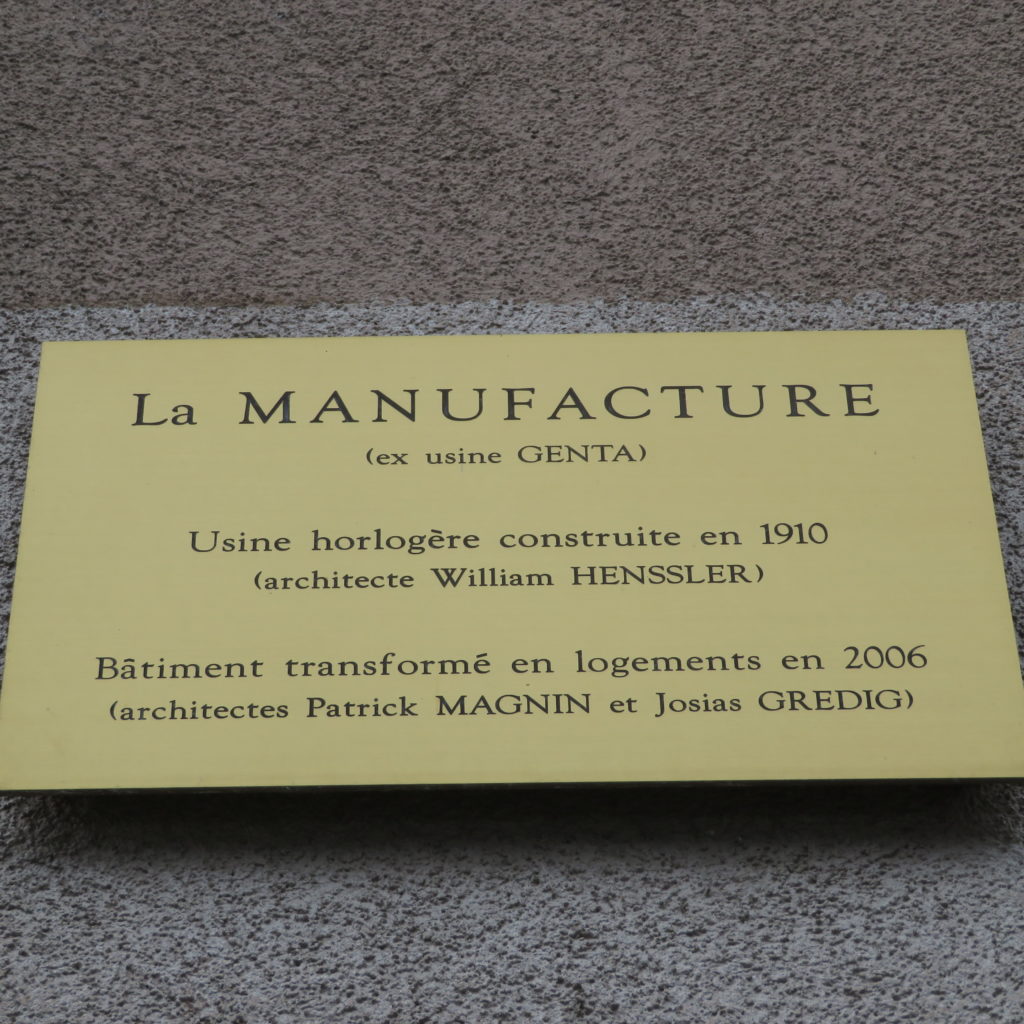 La MANUFACTURE
(ex usine GENTA)
Usine horlogère construite en 1910
(architecte William HENSSLER)
Bâtiment transformé en logements en 2006
(architectes Patrick MAGNIN et Josias GREDIG)